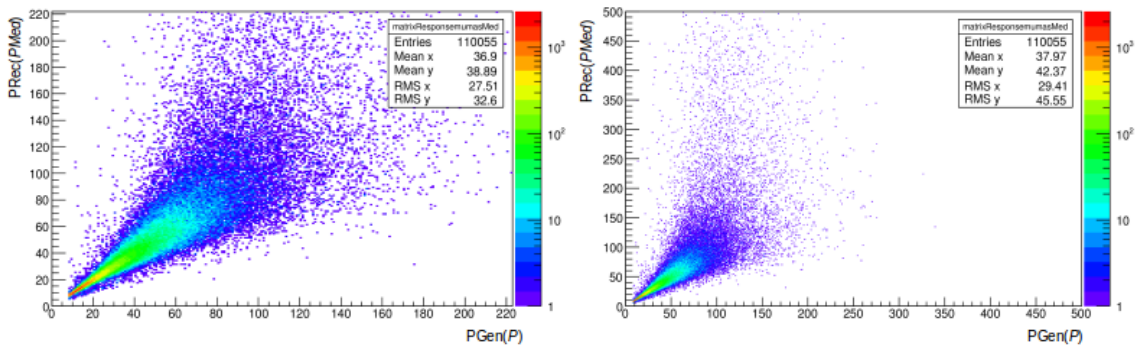 PRec(PMed)
220
200
180
160
140
120
100
80
60
40
20
0
matrixResponsemumasMed
Entries 110055
Mean x 36.9
Mean y 38.89
RMS x 27.51
RMS y 32.6
10³
10²
10
1
0 20 40 60 80 100 120 140 160 180 200 220
PGen(P)
PRec(PMed)
500
450
400
350
300
250
200
150
100
50
0
matrixResponsemumasMed
Entries 110055
Mean x 37.97
Mean y 42.37
RMS x 29.41
RMS y 45.55
10³
10²
10
1
0 50 100 150 200 250 300 350 400 450 500
PGen(P)